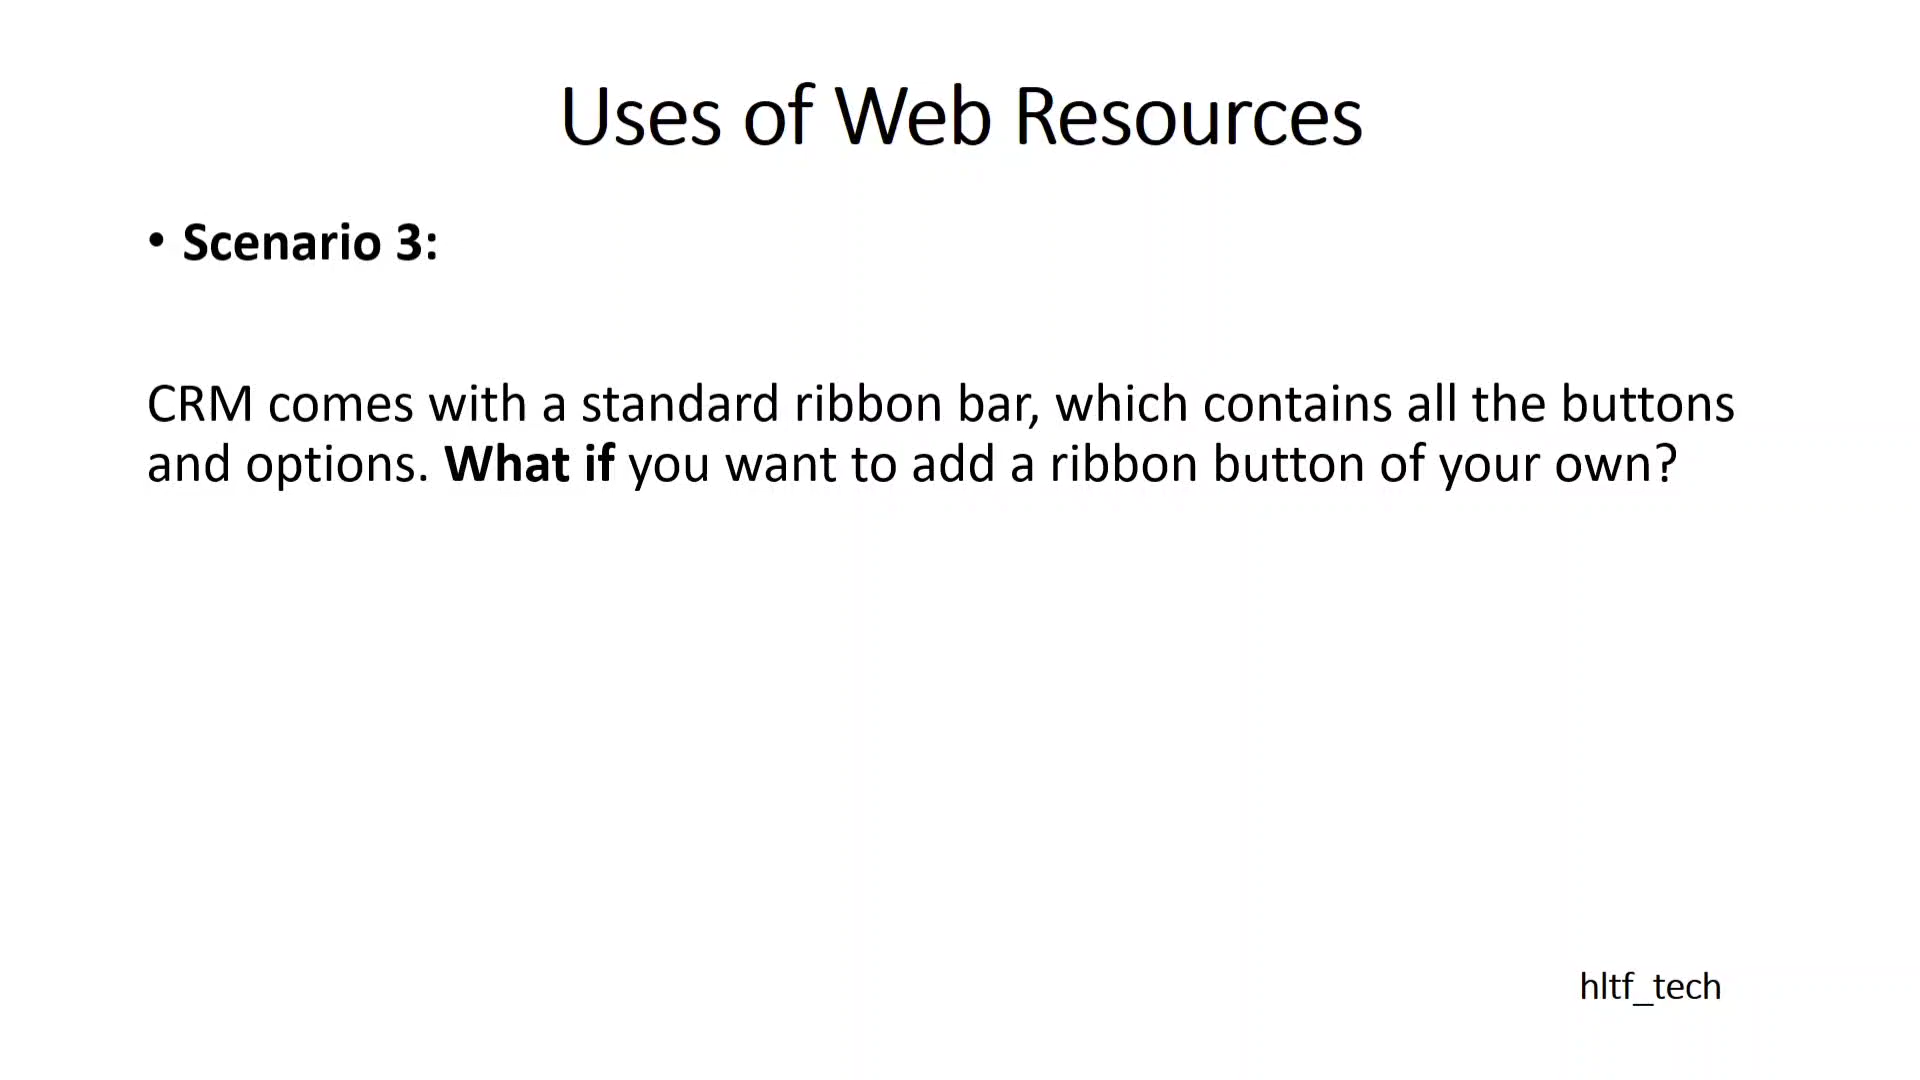 Uses of Web Resources
• Scenario 3:
CRM comes with a standard ribbon bar, which contains all the buttons
and options. What if you want to add a ribbon button of your own?
hltf_tech